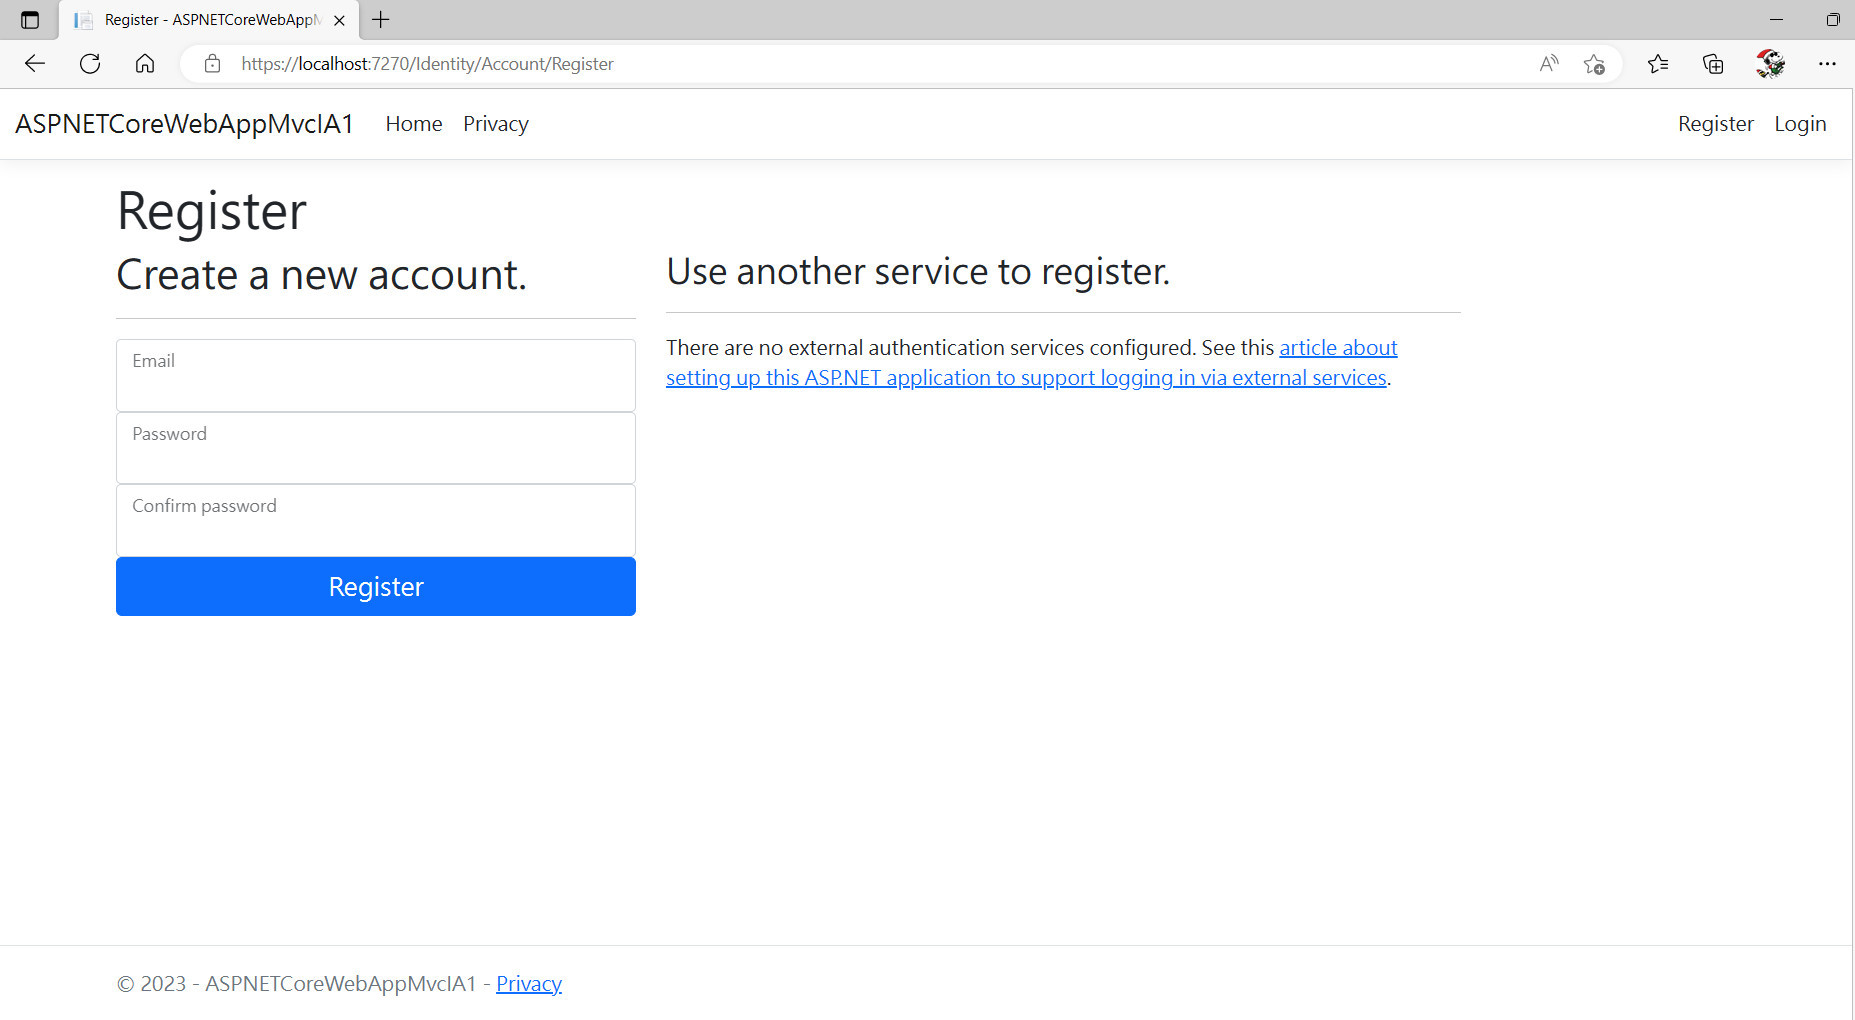 Register - ASPNETCoreWebAppM
https://localhost:7270/Identity/Account/Register
ASPNETCoreWebAppMvcIA1 Home Privacy Register Login
Register
Create a new account.
Email
Password
Confirm password
Register
Use another service to register.
There are no external authentication services configured. See this article about
setting up this ASP.NET application to support logging in via external services.
© 2023 - ASPNETCoreWebAppMvcIA1 - Privacy